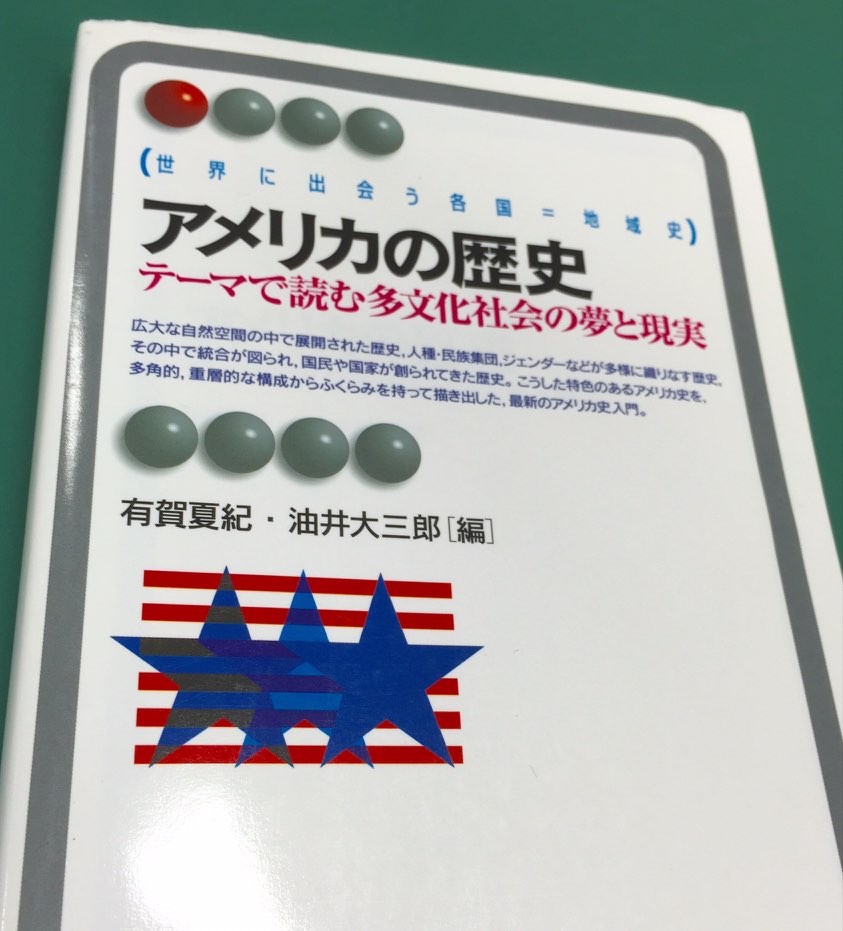 (世界に出会う各国=地域史)
アメリカの歴史
テーマで読む多文化社会の夢と現実
広大な自然空間の中で展開された歴史,人種・民族集団,ジェンダーなどが多様に織りなす歴史,
その中で統合が図られ,国民や国家が創られてきた歴史。こうした特色のあるアメリカ史を,
多角的,重層的な構成からふくらみを持って描き出した,最新のアメリカ史入門。
有賀夏紀・油井大三郎[編]